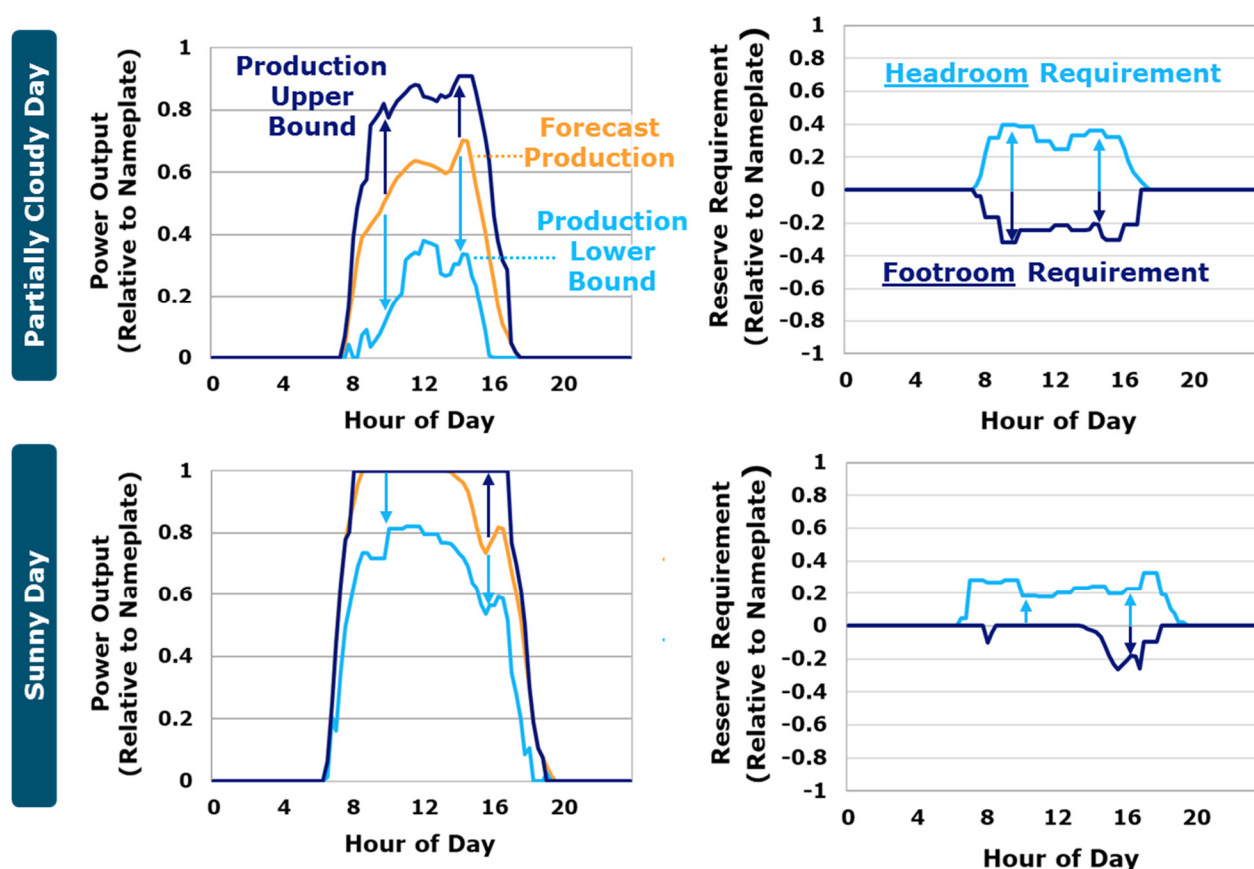 Partially Cloudy Day
Power Output
(Relative to Nameplate)
1
0.8
0.6
0.4
0.2
0
0 4 8 12 16 20
Hour of Day
Production
Upper
Bound
Forecast
Production
Production
Lower
Bound
Reserve Requirement
(Relative to Nameplate)
1
0.8
0.6
0.4
0.2
0
-0.2
-0.4
-0.6
-0.8
-1
0 4 8 12 16 20
Hour of Day
Headroom Requirement
Footroom Requirement
Sunny Day
Power Output
(Relative to Nameplate)
1
0.8
0.6
0.4
0.2
0
0 4 8 12 16 20
Hour of Day
Reserve Requirement
(Relative to Nameplate)
1
0.8
0.6
0.4
0.2
0
-0.2
-0.4
-0.6
-0.8
-1
0 4 8 12 16 20
Hour of Day